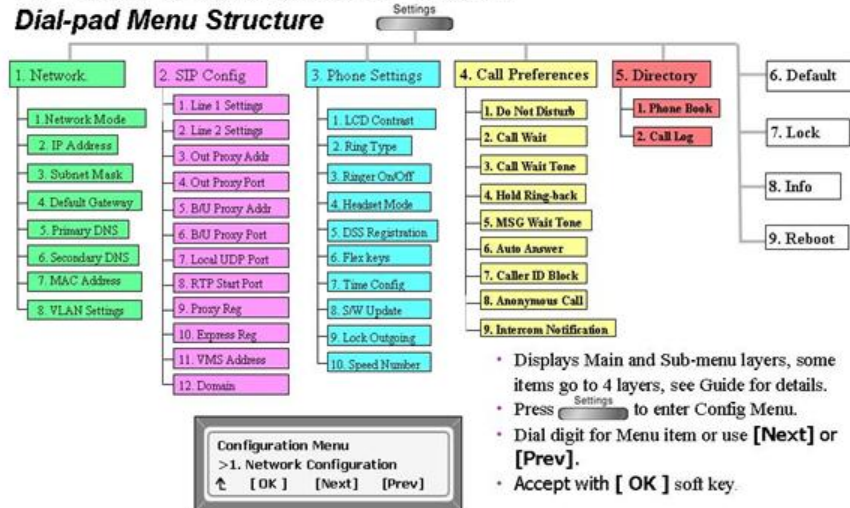 Dial-pad Menu Structure
Settings
1. Network.
1.Network Mode
2. IP Address
3. Subnet Mask
4. Default Gateway
5. Primary DNS
6. Secondary DNS
7. MAC Address
8. VLAN Settings
2. SIP Config
1. Line 1 Settings
2. Line 2 Settings
3. Out Proxy Addr
4. Out Proxy Port
5. B/U Proxy Addr
6. B/U Proxy Port
7. Local UDP Port
8. RTP Start Port
9. Proxy Reg
10. Express Reg
11. VMS Address
12. Domain
3. Phone Settings
1. LCD Contrast
2. Ring Type
3. Ringer On/Off
4. Headset Mode
5. DSS Registration
6. Flex keys
7. Time Config
8. S/W Update
9. Lock Outgoing
10. Speed Number
4. Call Preferences
1. Do Not Disturb
2. Call Wait
3. Call Wait Tone
4. Hold Ring-back
5. MSG Wait Tone
6. Auto Answer
7. Caller ID Block
8. Anonymous Call
9. Intercom Notification
5. Directory
1. Phone Book
2. Call Log
6. Default
7. Lock
8. Info
9. Reboot
• Displays Main and Sub-menu layers, some
items go to 4 layers, see Guide for details.
• Press Settings to enter Config Menu.
• Dial digit for Menu item or use [Next] or
[Prev].
• Accept with [ OK ] soft key.
Configuration Menu
>1. Network Configuration
[ OK ] [Next] [Prev]